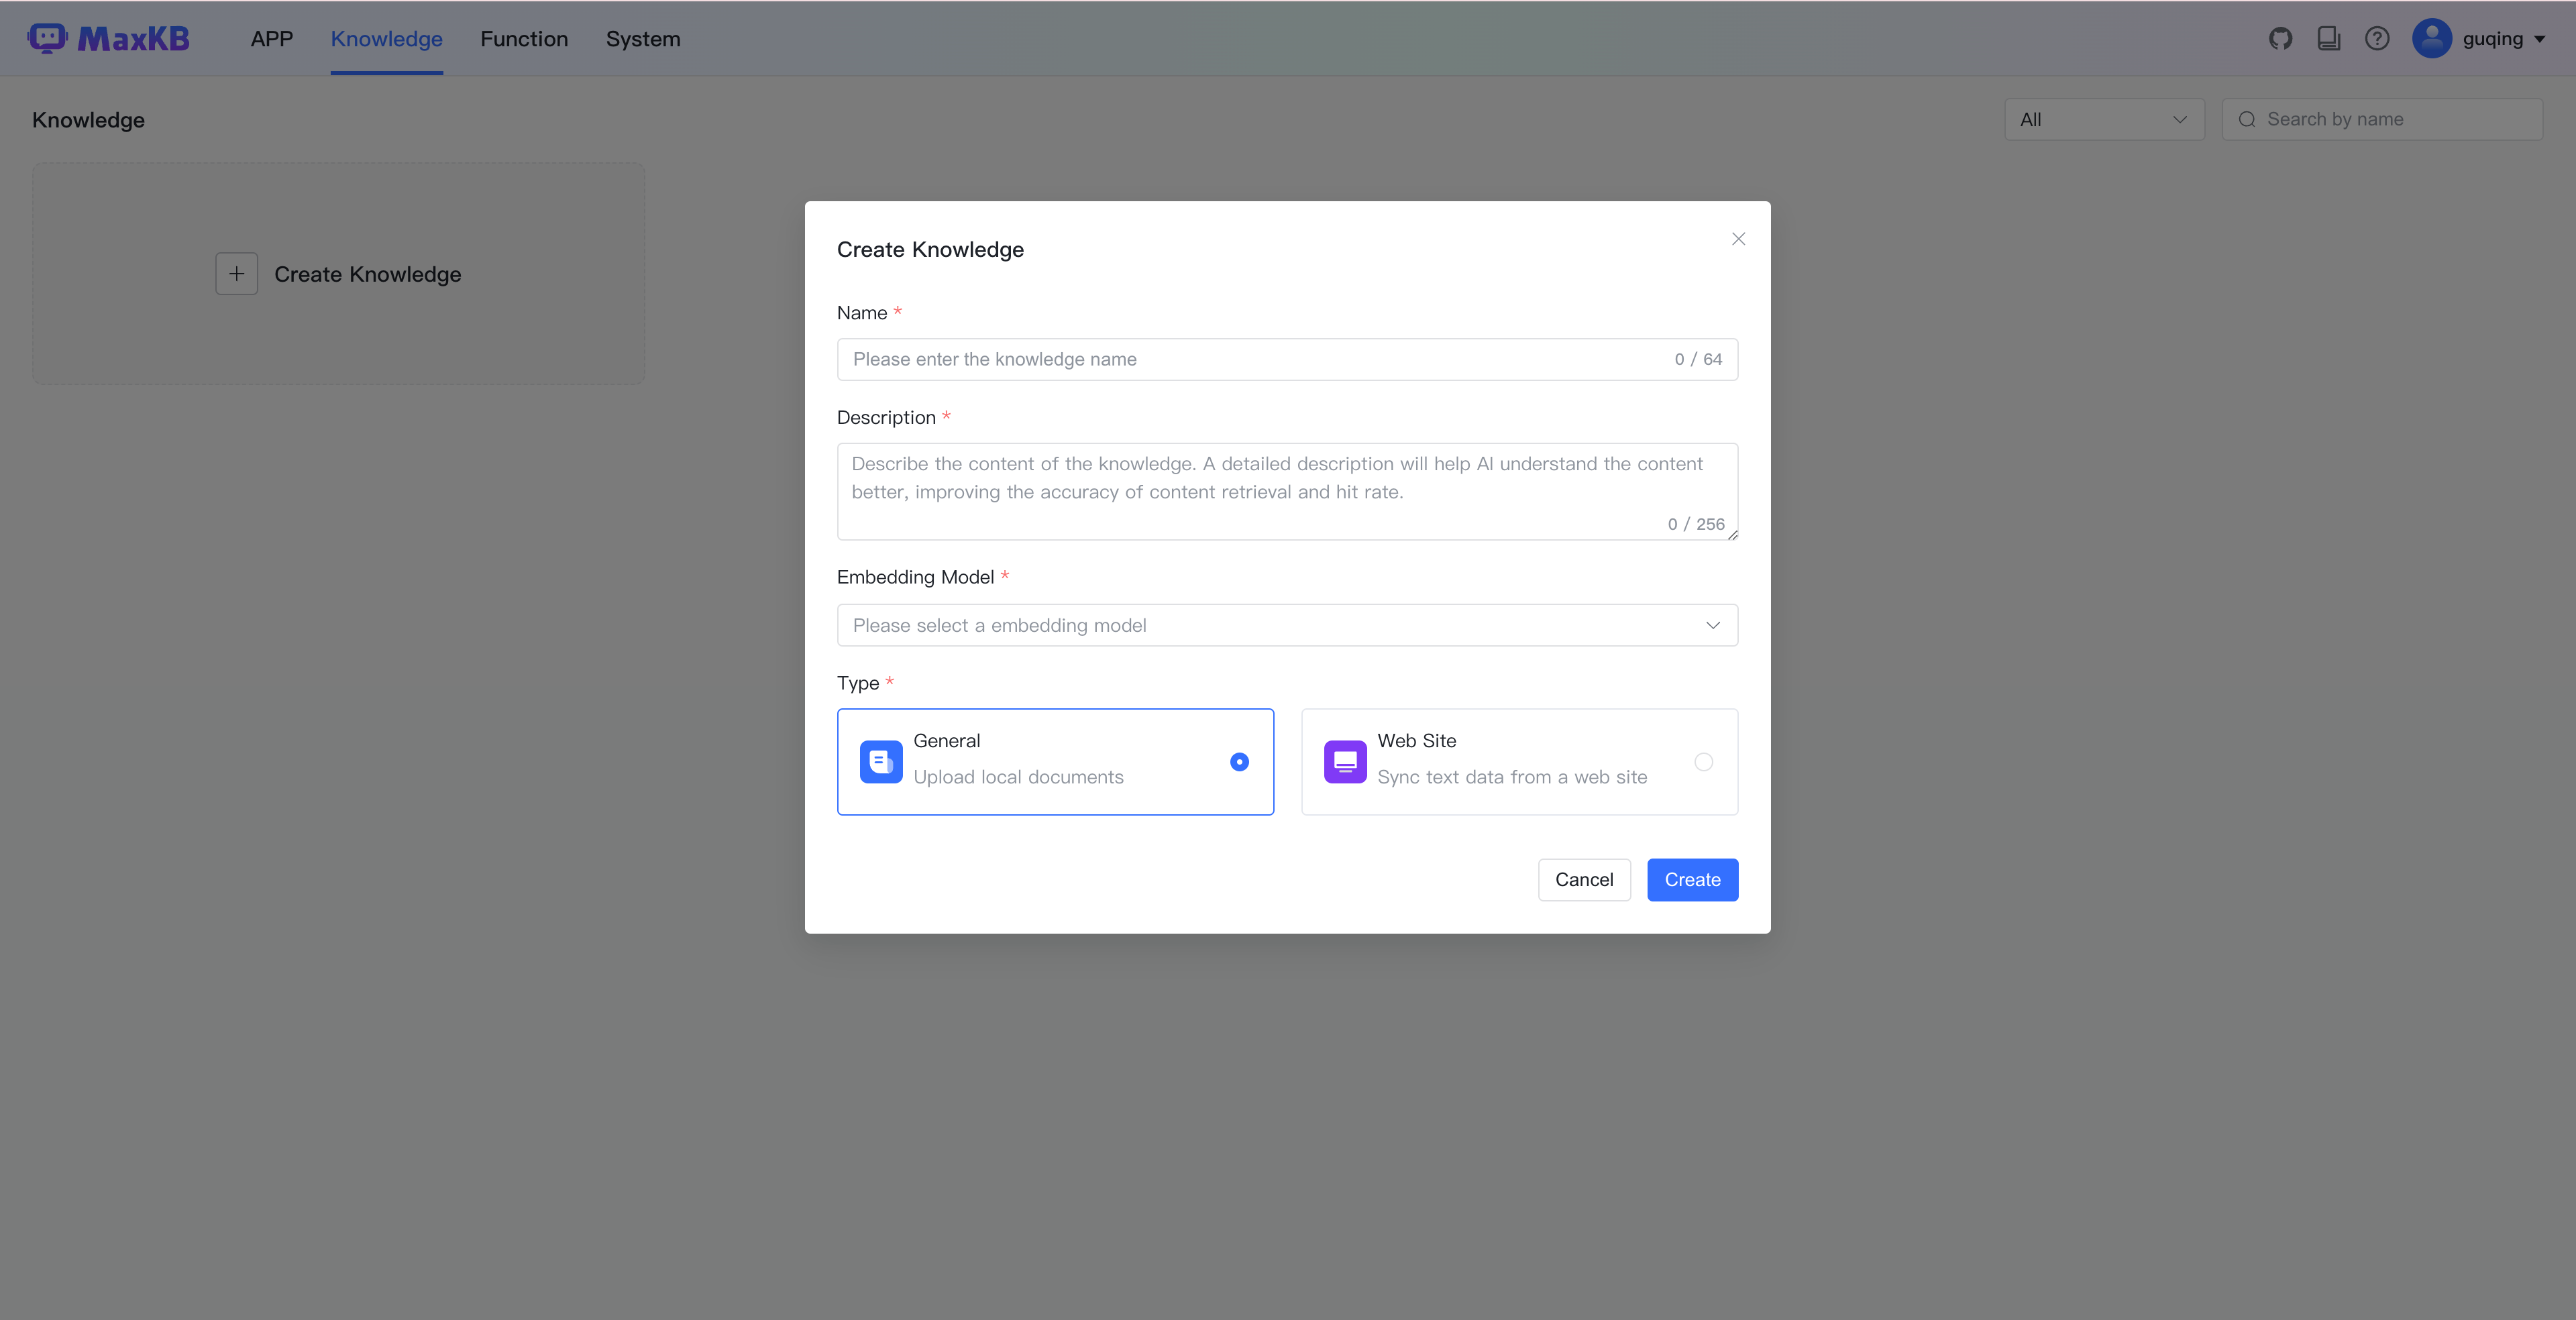 MaxKB
APP
Knowledge
Function
System
guqing
Knowledge
All
Search by name
Create Knowledge
Create Knowledge
Name *
Please enter the knowledge name
0 / 64
Description *
Describe the content of the knowledge. A detailed description will help AI understand the content
better, improving the accuracy of content retrieval and hit rate.
0 / 256
Embedding Model *
Please select a embedding model
Type *
General
Upload local documents
Web Site
Sync text data from a web site
Cancel
Create